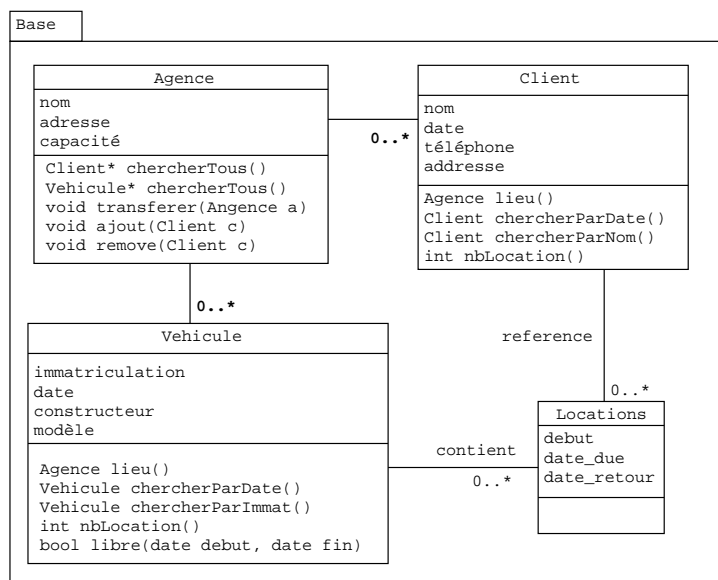 Base
Agence
nom
adresse
capacité
Client* chercherTous()
Vehicule* chercherTous()
void transferer(Angence a)
void ajout(Client c)
void remove(Client c)
0..*
Client
nom
date
téléphone
addresse
Agence lieu()
Client chercherParDate()
Client chercherParNom()
int nbLocation()
0..*
Vehicule
immatriculation
date
constructeur
modèle
Agence lieu()
Vehicule chercherParDate()
Vehicule chercherParImmat()
int nbLocation()
bool libre(date debut, date fin)
reference
0..*
contient
0..*
Locations
debut
date_due
date_retour